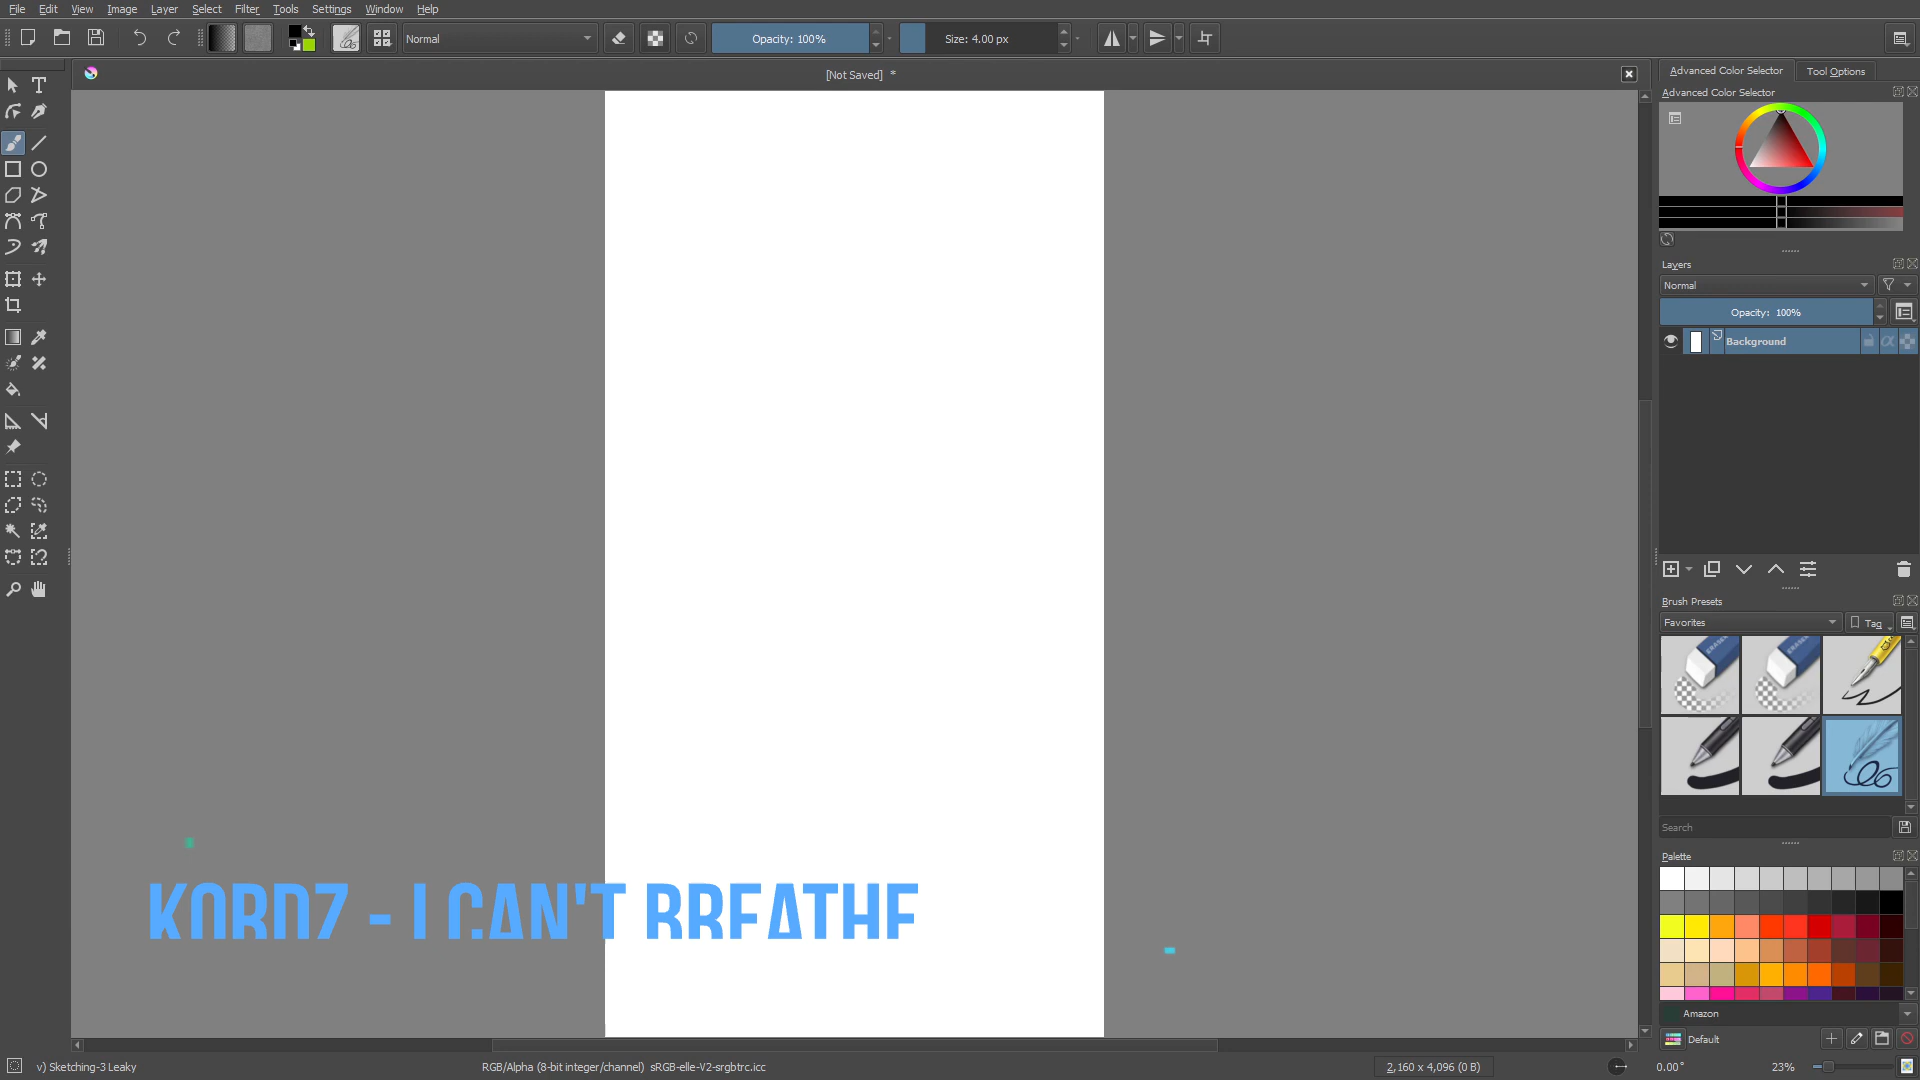 File Edit View Image Layer Select Filter Tools Settings Window Help
Normal
Opacity: 100%
Size: 4.00 px
[Not Saved] *
Advanced Color Selector
Tool Options
Advanced Color Selector
Layers
Normal
Opacity: 100%
Background
Brush Presets
Favorites
Tag
Search
Palette
KORDZ - I CAN'T BREATHE
Amazon
Default
v) Sketching-3 Leaky
RGB/Alpha (8-bit integer/channel) sRGB-elle-V2-srgbtrc.icc
2,160 x 4,096 (0 B)
0.00°
23%